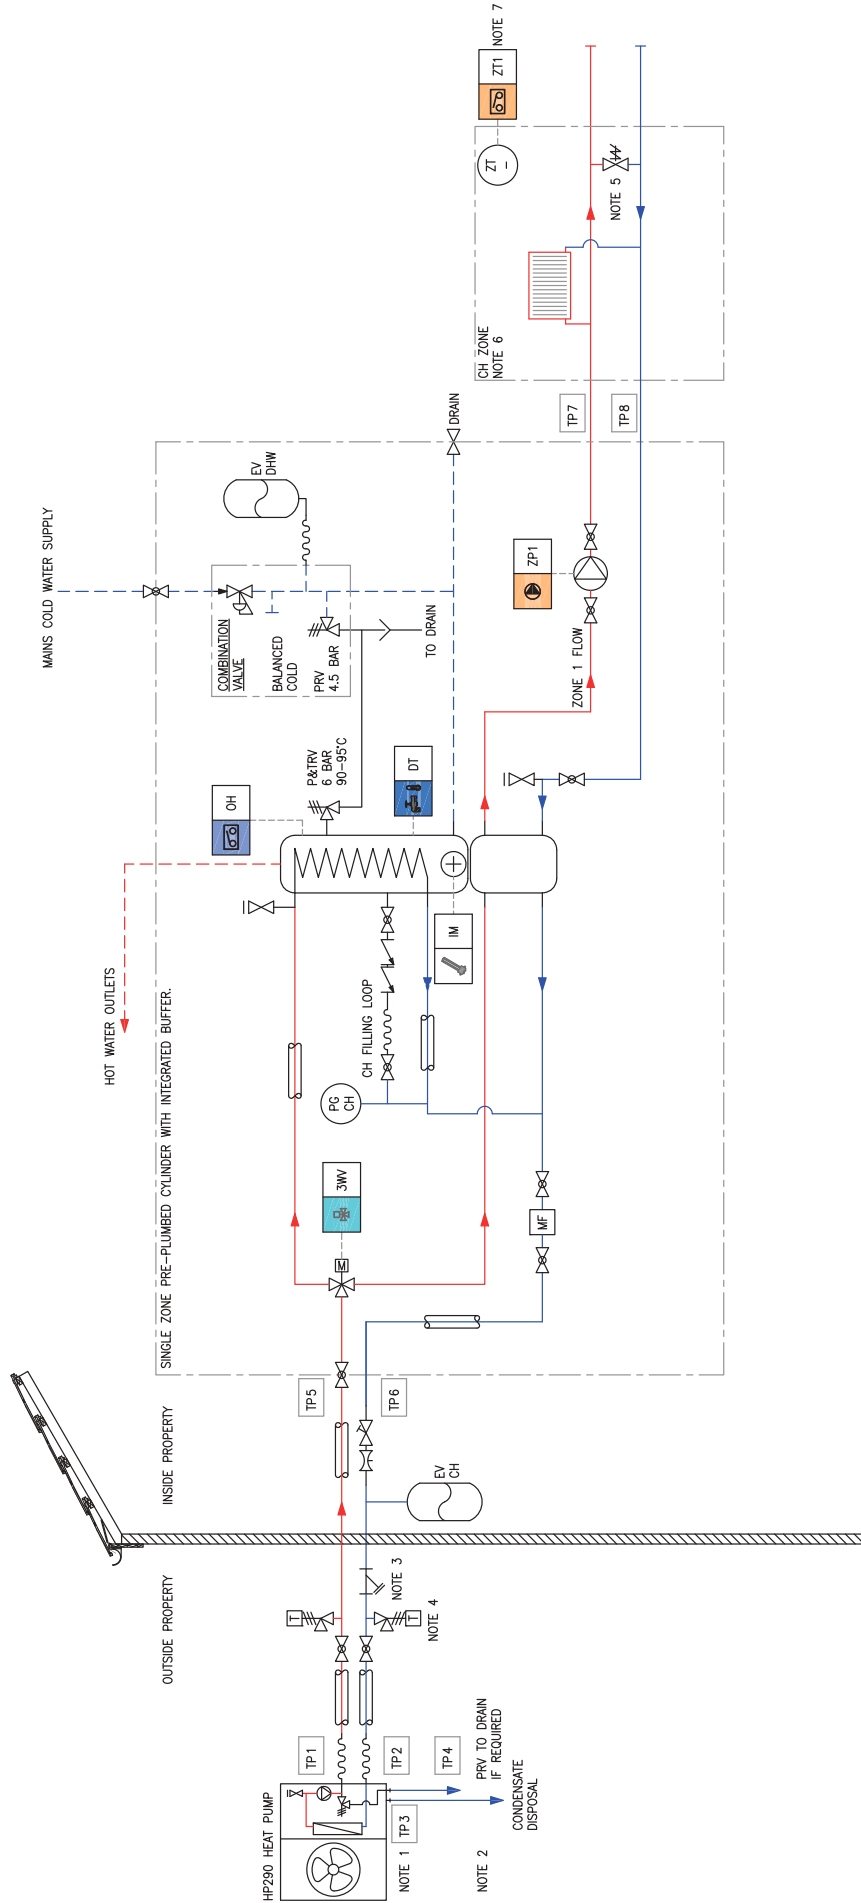 NOTE 7
ZT1
ZT
–
NOTE 5
CH ZONE
NOTE 6
TP7
TP8
DRAIN
EV
DHW
MAINS COLD WATER SUPPLY
COMBINATION
VALVE
BALANCED
COLD
PRV
4.5 BAR
TO DRAIN
ZP1
ZONE 1 FLOW
P&TRV
6 BAR
90-95°C
OH
DT
IM
HOT WATER OUTLETS
SINGLE ZONE PRE-PLUMBED CYLINDER WITH INTEGRATED BUFFER.
CH FILLING LOOP
PG
CH
3WV
M
MF
TP5
TP6
INSIDE PROPERTY
EV
CH
OUTSIDE PROPERTY
NOTE 3
T
T
NOTE 4
TP1
TP2
TP4
PRV TO DRAIN
IF REQUIRED
HP290 HEAT PUMP
TP3
CONDENSATE
DISPOSAL
NOTE 1
NOTE 2